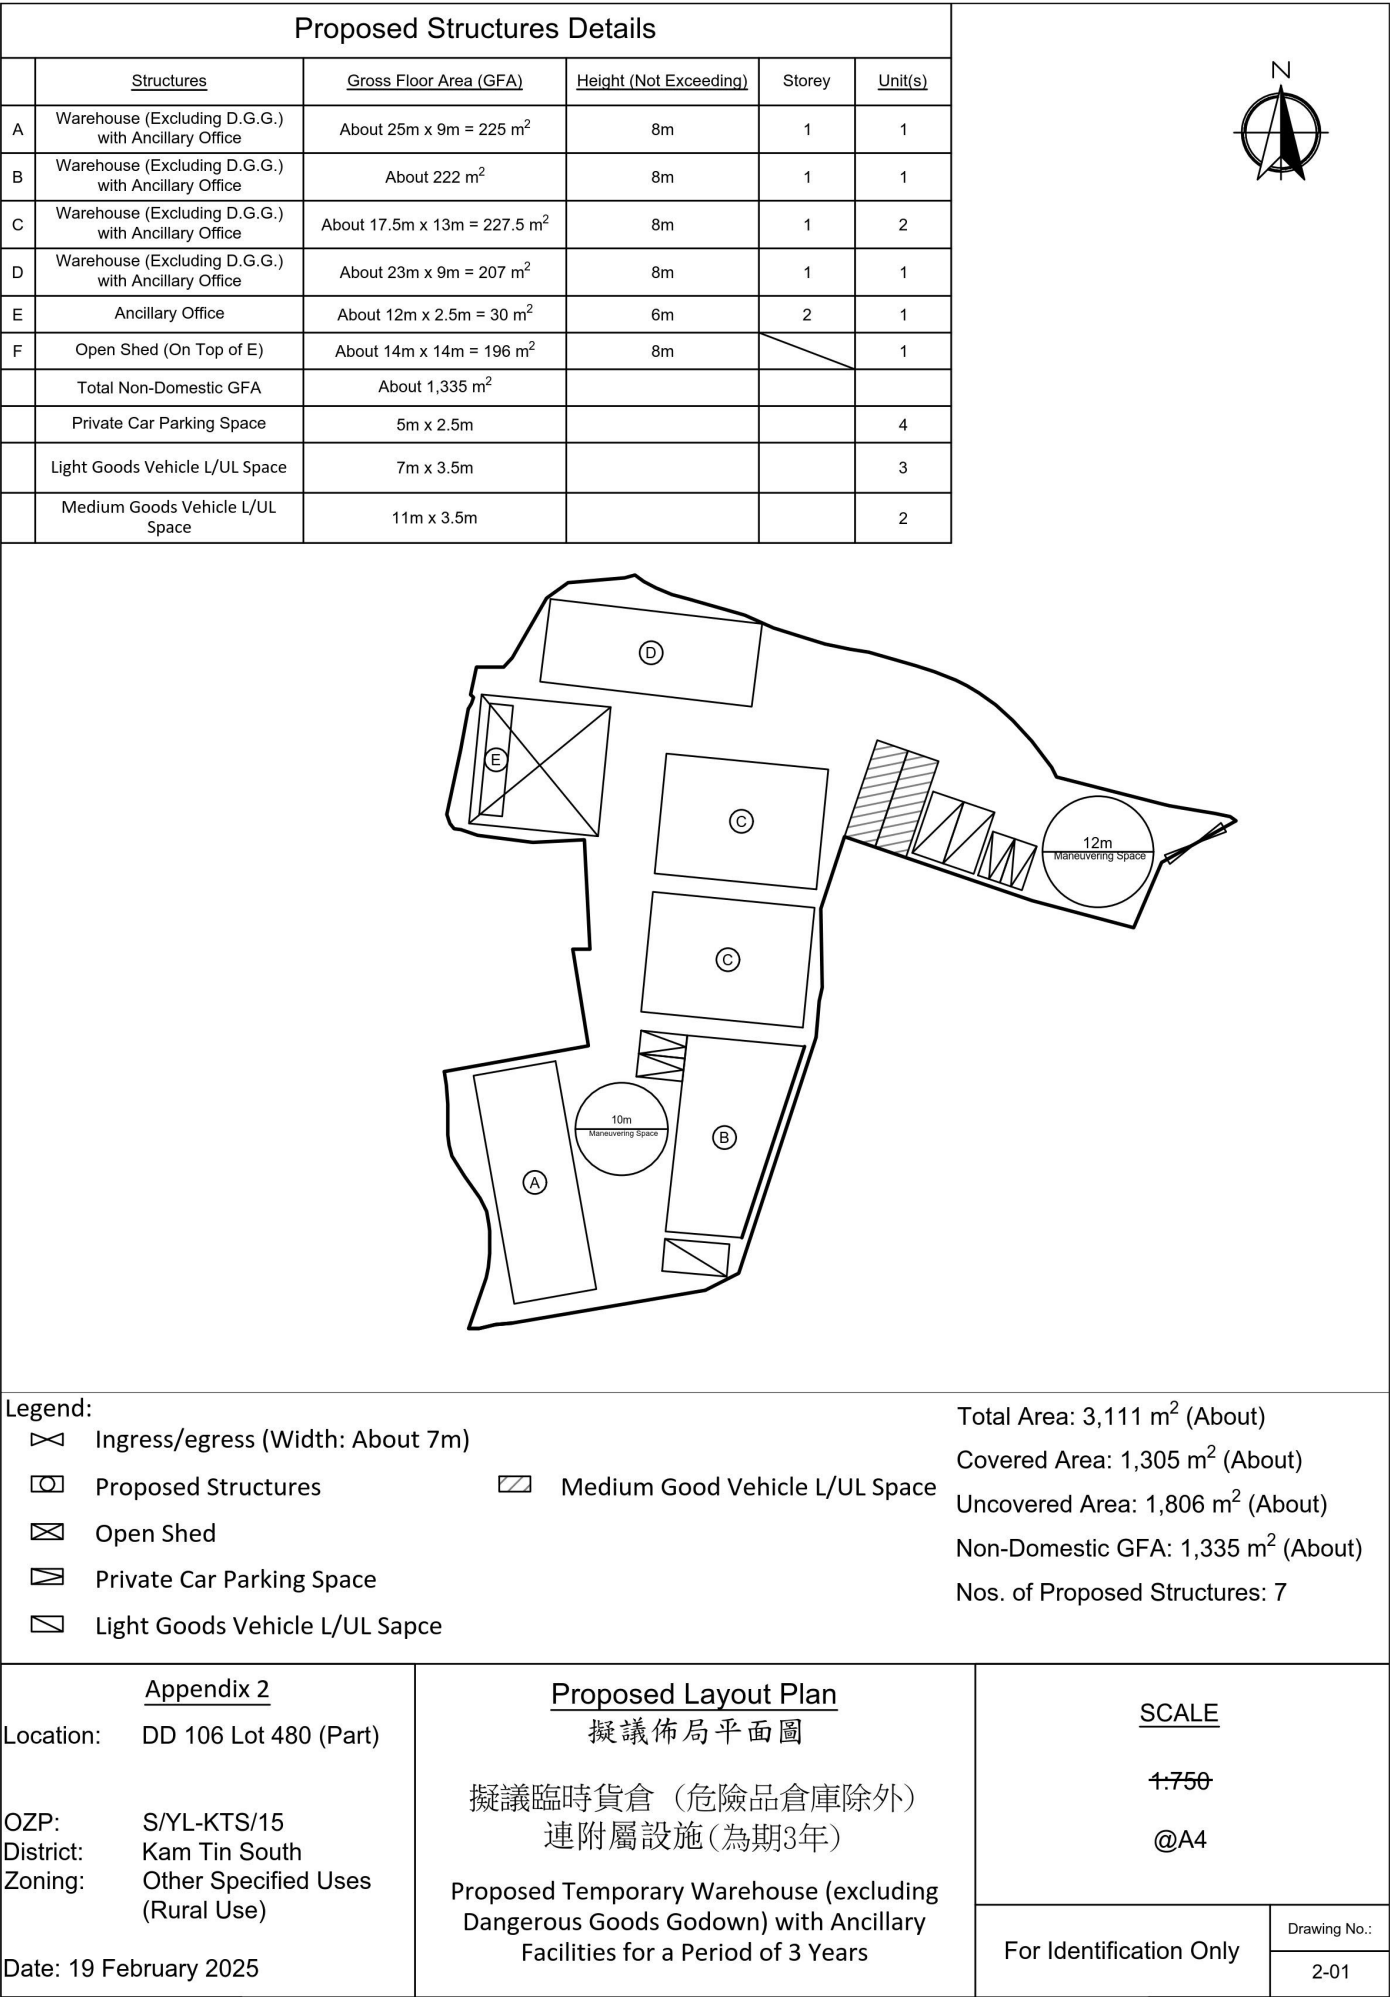 Proposed Structures Details
Structures Gross Floor Area (GFA) Height (Not Exceeding) Storey Unit(s)
A Warehouse (Excluding D.G.G.) with Ancillary Office About 25m x 9m = 225 m² 8m 1 1
B Warehouse (Excluding D.G.G.) with Ancillary Office About 222 m² 8m 1 1
C Warehouse (Excluding D.G.G.) with Ancillary Office About 17.5m x 13m = 227.5 m² 8m 1 2
D Warehouse (Excluding D.G.G.) with Ancillary Office About 23m x 9m = 207 m² 8m 1 1
E Ancillary Office About 12m x 2.5m = 30 m² 6m 2 1
F Open Shed (On Top of E) About 14m x 14m = 196 m² 8m 1
Total Non-Domestic GFA About 1,335 m²
Private Car Parking Space 5m x 2.5m 4
Light Goods Vehicle L/UL Space 7m x 3.5m 3
Medium Goods Vehicle L/UL Space 11m x 3.5m 2
N
D
E
C
12m
Maneuvering Space
C
10m
Maneuvering Space
B
A
Legend:
Ingress/egress (Width: About 7m)
Proposed Structures
Medium Good Vehicle L/UL Space
Open Shed
Private Car Parking Space
Light Goods Vehicle L/UL Sapce
Total Area: 3,111 m² (About)
Covered Area: 1,305 m² (About)
Uncovered Area: 1,806 m² (About)
Non-Domestic GFA: 1,335 m² (About)
Nos. of Proposed Structures: 7
Appendix 2
Location: DD 106 Lot 480 (Part)
OZP: S/YL-KTS/15
District: Kam Tin South
Zoning: Other Specified Uses
(Rural Use)
Date: 19 February 2025
Proposed Layout Plan
擬議佈局平面圖
擬議臨時貨倉（危險品倉庫除外）
連附屬設施(為期3年)
Proposed Temporary Warehouse (excluding
Dangerous Goods Godown) with Ancillary
Facilities for a Period of 3 Years
SCALE
1:750
@A4
For Identification Only
Drawing No.:
2-01